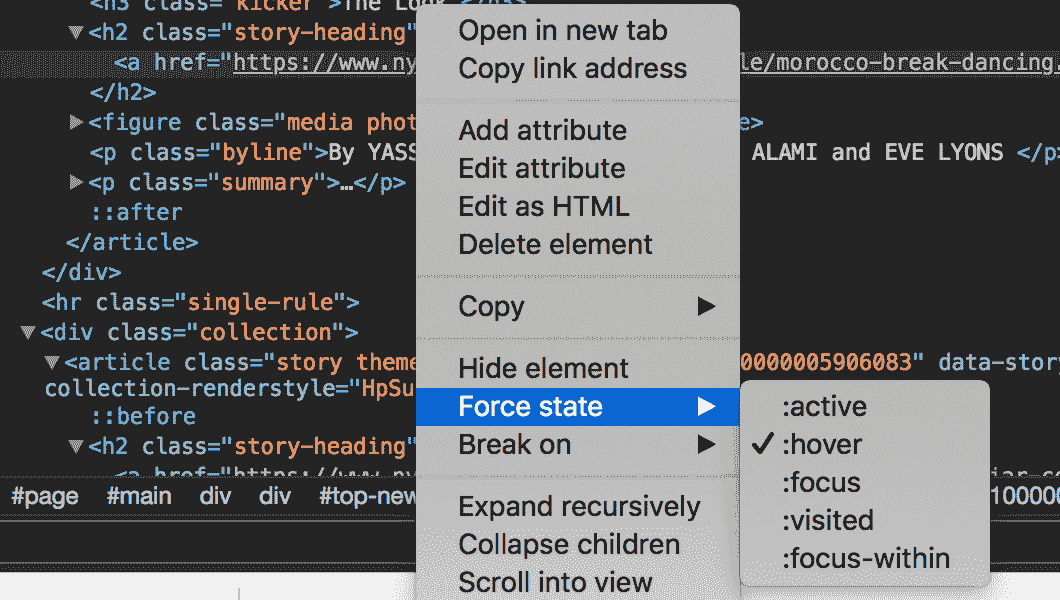 <h3 class="kicker">The Look </h3>
<h2 class="story-heading"
<a href="https://www.ny le/morocco-break-dancing.
</h2>
<figure class="media phot e>
<p class="byline">By YASS ALAMI and EVE LYONS </p>
<p class="summary">…</p>
::after
</article>
</div>
<hr class="single-rule">
<div class="collection">
<article class="story theme 0000005906083" data-story
collection-renderstyle="HpSu
::before
<h2 class="story-heading"
<a href="https://www.ny
#page #main div div #top-new 10000
Open in new tab
Copy link address
Add attribute
Edit attribute
Edit as HTML
Delete element
Copy
Hide element
Force state
Break on
Expand recursively
Collapse children
Scroll into view
:active
:hover
:focus
:visited
:focus-within